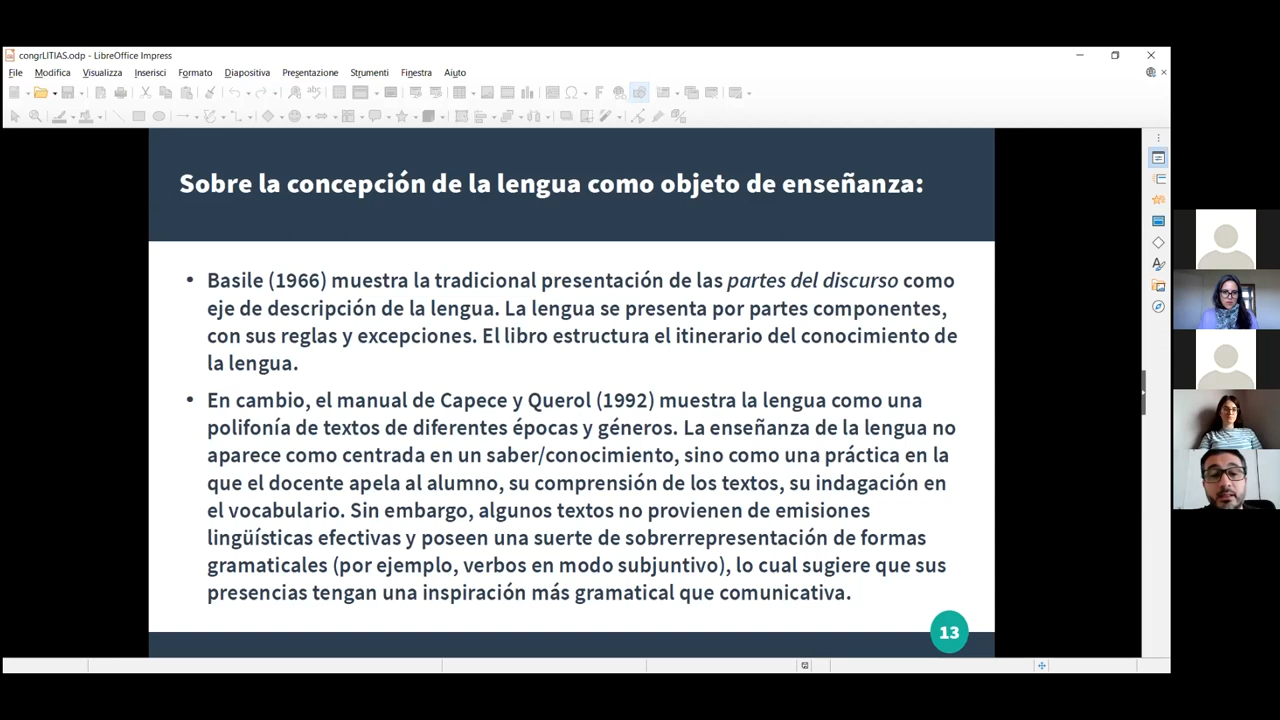 congrLITIAS.odp - LibreOffice Impress
File Modifica Visualizza Inserisci Formato Diapositiva Presentazione Strumenti Finestra Aiuto
Sobre la concepción de la lengua como objeto de enseñanza:
• Basile (1966) muestra la tradicional presentación de las partes del discurso como
eje de descripción de la lengua. La lengua se presenta por partes componentes,
con sus reglas y excepciones. El libro estructura el itinerario del conocimiento de
la lengua.
• En cambio, el manual de Capece y Querol (1992) muestra la lengua como una
polifonía de textos de diferentes épocas y géneros. La enseñanza de la lengua no
aparece como centrada en un saber/conocimiento, sino como una práctica en la
que el docente apela al alumno, su comprensión de los textos, su indagación en
el vocabulario. Sin embargo, algunos textos no provienen de emisiones
lingüísticas efectivas y poseen una suerte de sobrerrepresentación de formas
gramaticales (por ejemplo, verbos en modo subjuntivo), lo cual sugiere que sus
presencias tengan una inspiración más gramatical que comunicativa.
13